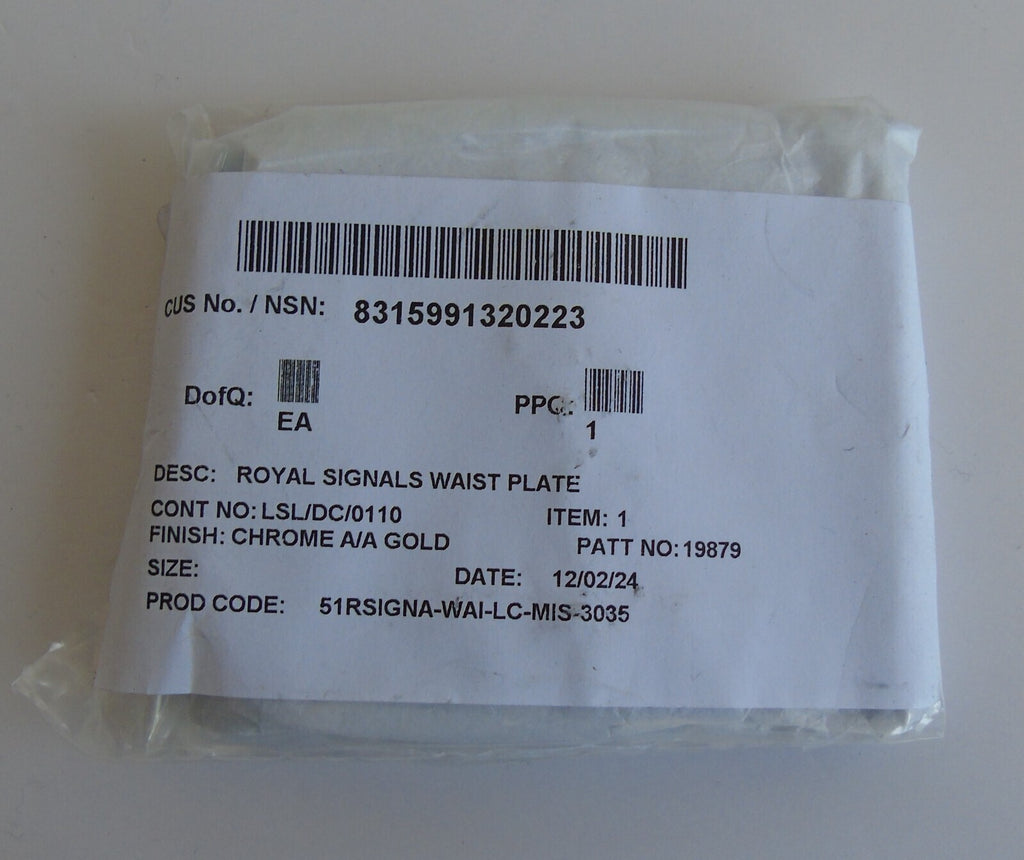 CUS No. / NSN: 8315991320223
DofQ: EA
PPQ: 1
DESC: ROYAL SIGNALS WAIST PLATE
CONT NO: LSL/DC/0110 ITEM: 1
FINISH: CHROME A/A GOLD PATT NO: 19879
SIZE: DATE: 12/02/24
PROD CODE: 51RSIGNA-WAI-LC-MIS-3035